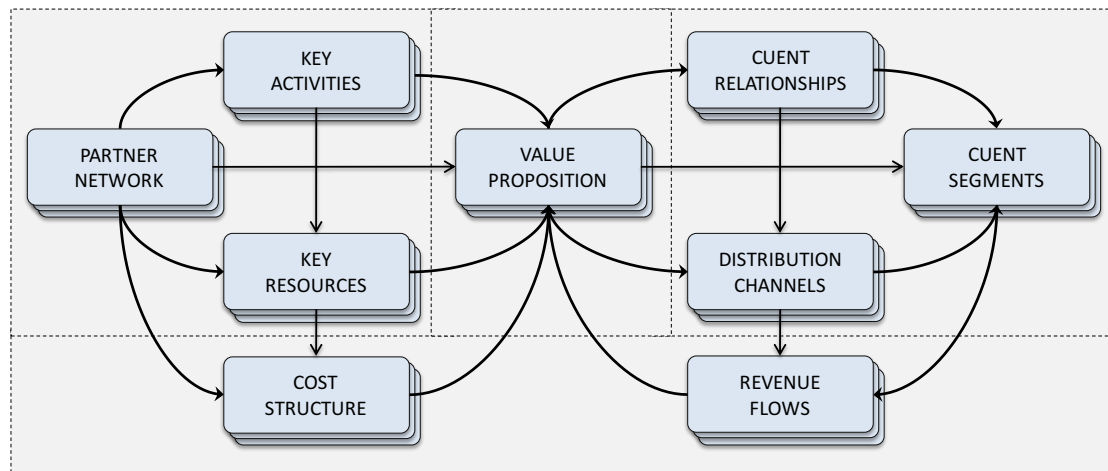 KEY
ACTIVITIES
CUENT
RELATIONSHIPS
PARTNER
NETWORK
VALUE
PROPOSITION
CUENT
SEGMENTS
KEY
RESOURCES
DISTRIBUTION
CHANNELS
COST
STRUCTURE
REVENUE
FLOWS